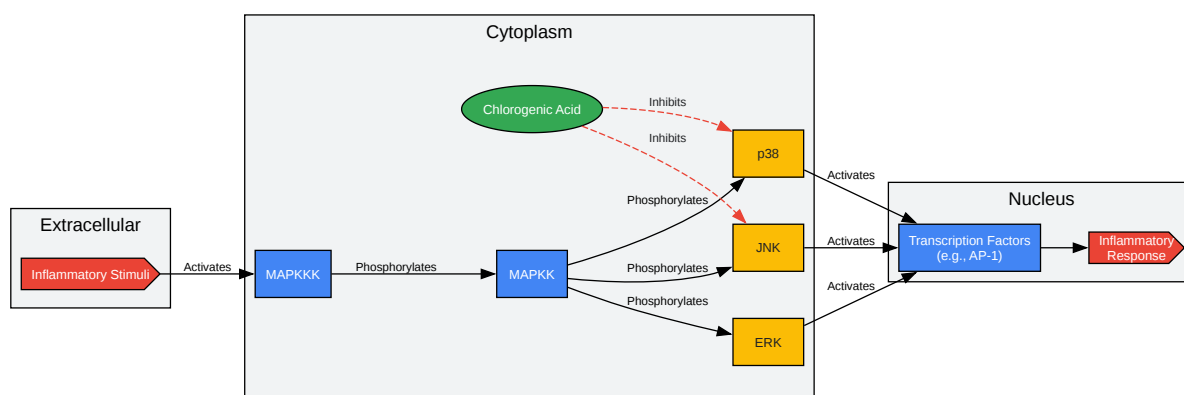 Cytoplasm
Chlorogenic Acid
Inhibits
Inhibits
p38
Phosphorylates
Activates
Extracellular
Inflammatory Stimuli
Activates
MAPKKK
Phosphorylates
MAPKK
Phosphorylates
JNK
Activates
Nucleus
Transcription Factors
(e.g., AP-1)
Inflammatory
Response
Phosphorylates
ERK
Activates